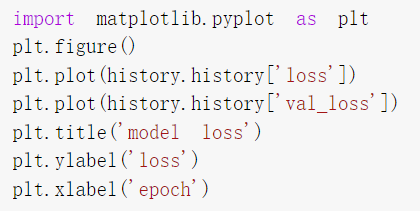 import matplotlib.pyplot as plt
plt.figure()
plt.plot(history.history['loss'])
plt.plot(history.history['val_loss'])
plt.title('model loss')
plt.ylabel('loss')
plt.xlabel('epoch')